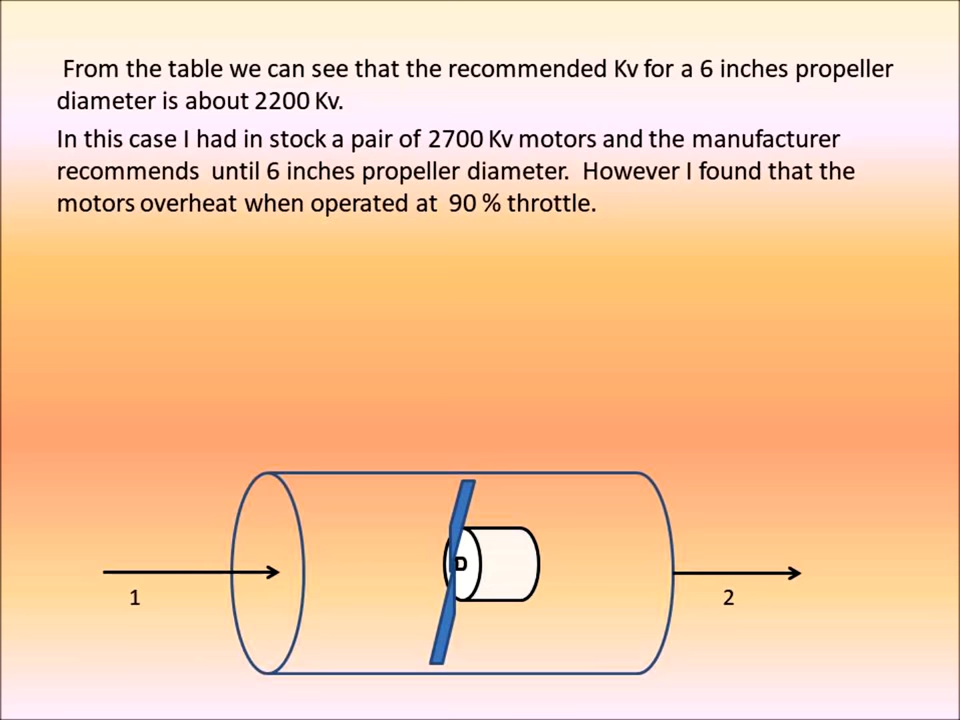 From the table we can see that the recommended Kv for a 6 inches propeller
diameter is about 2200 Kv.
In this case I had in stock a pair of 2700 Kv motors and the manufacturer
recommends  until 6 inches propeller diameter.  However I found that the
motors overheat when operated at  90 % throttle.
1
2